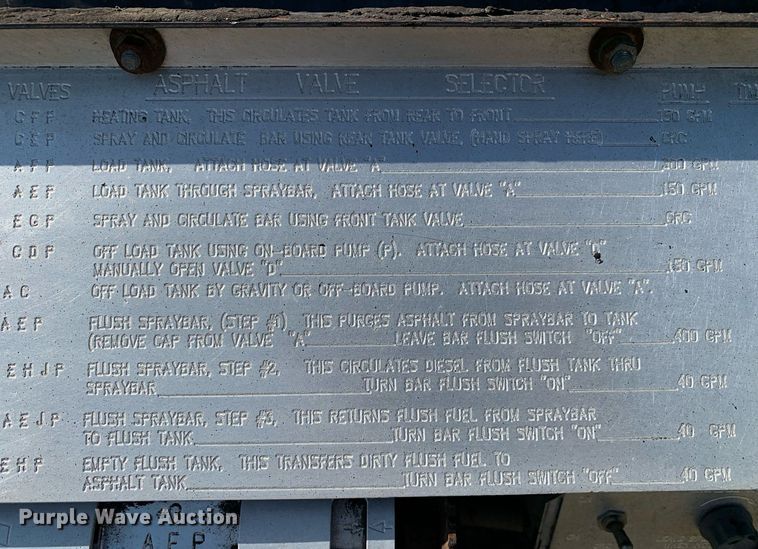 VALVES ASPHALT VALVE SELECTOR PUMP
C F P HEATING TANK, THIS CIRCULATES TANK FROM REAR TO FRONT 150 GPM
C E P SPRAY AND CIRCULATE BAR USING REAR TANK VALVE, (HAND SPRAY HERE) CRC
A F P LOAD TANK, ATTACH HOSE AT VALVE "A" 200 GPM
A E P LOAD TANK THROUGH SPRAYBAR, ATTACH HOSE AT VALVE "A" 150 GPM
E G P SPRAY AND CIRCULATE BAR USING FRONT TANK VALVE CRC
C D P OFF LOAD TANK USING ON-BOARD PUMP (P). ATTACH HOSE AT VALVE
MANUALLY OPEN VALVE "D" 150 GPM
A C OFF LOAD TANK BY GRAVITY OR OFF-BOARD PUMP. ATTACH HOSE AT VALVE "A".
A E P FLUSH SPRAYBAR, (STEP #1) THIS PURGES ASPHALT FROM SPRAYBAR TO TANK
(REMOVE CAP FROM VALVE "A" LEAVE BAR FLUSH SWITCH "OFF" 400 GPM
E H J P FLUSH SPRAYBAR, STEP #2, THIS CIRCULATES DIESEL FROM FLUSH TANK THRU
SPRAYBAR TURN BAR FLUSH SWITCH "ON" 40 GPM
A E J P FLUSH SPRAYBAR, STEP #3, THIS RETURNS FLUSH FUEL FROM SPRAYBAR
TO FLUSH TANK TURN BAR FLUSH SWITCH "ON" 40 GPM
E H P EMPTY FLUSH TANK, THIS TRANSFERS DIRTY FLUSH FUEL TO
ASPHALT TANK TURN BAR FLUSH SWITCH "OFF" 40 GPM
Purple Wave Auction
A E P